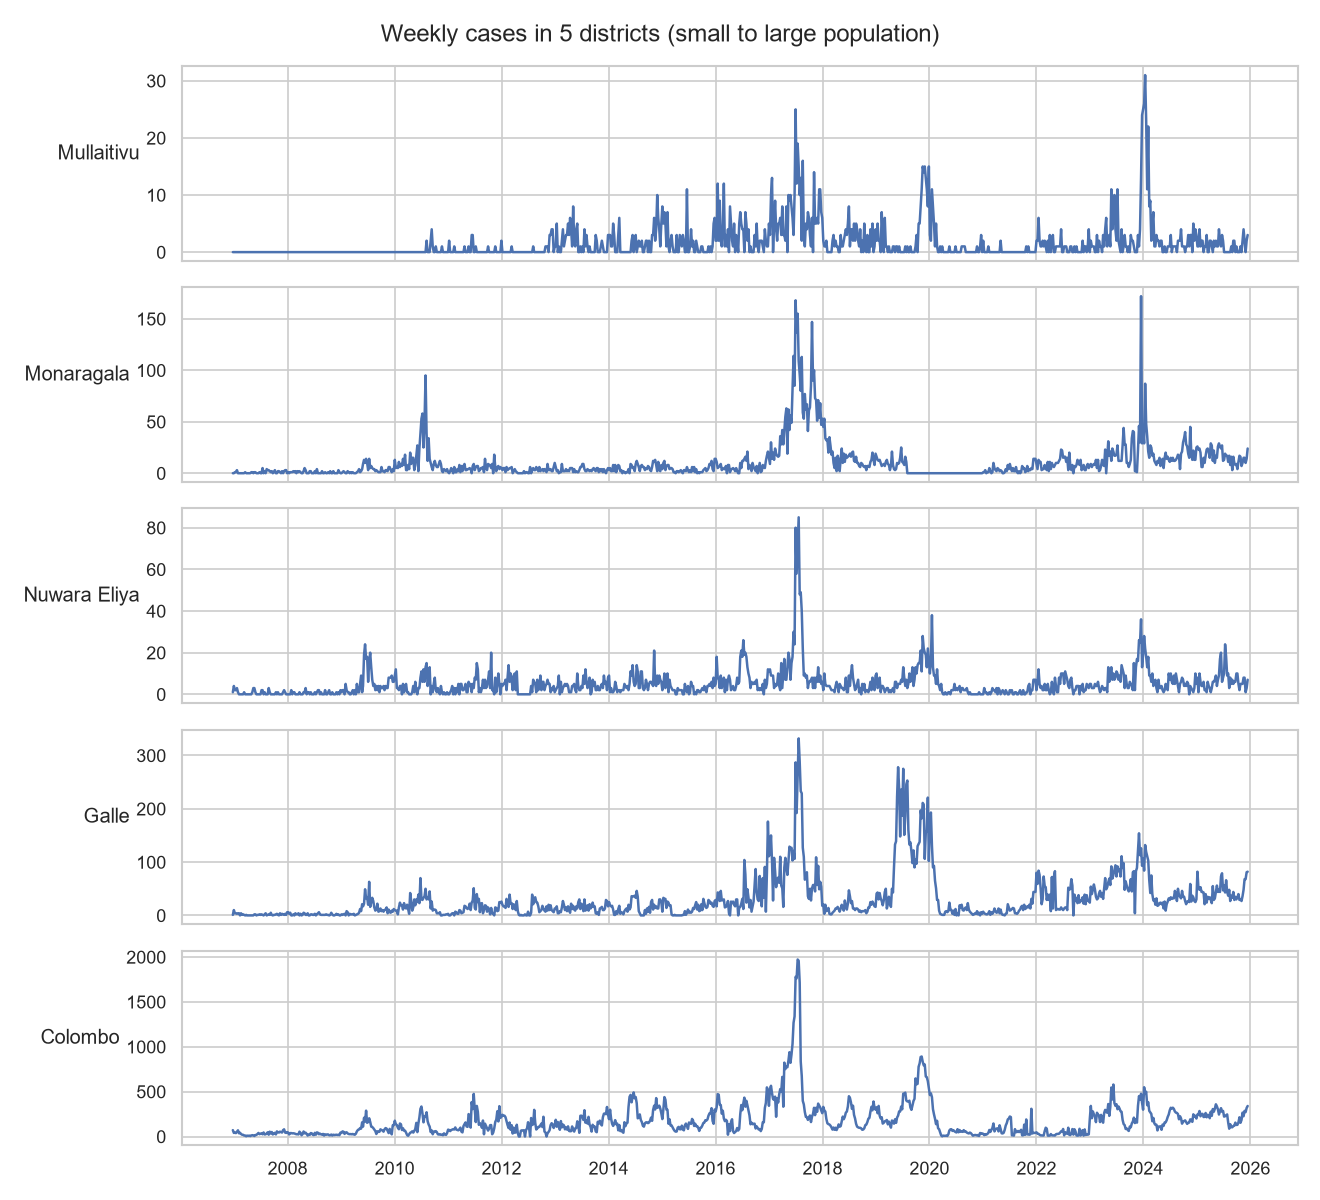 Weekly cases in 5 districts (small to large population)
30
20
Mullaitivu
10
0
150
Monaragala 100
50
0
80
60
Nuwara Eliya
40
20
0
300
200
Galle
100
0
2000
1500
Colombo 1000
500
0
2008 2010 2012 2014 2016 2018 2020 2022 2024 2026